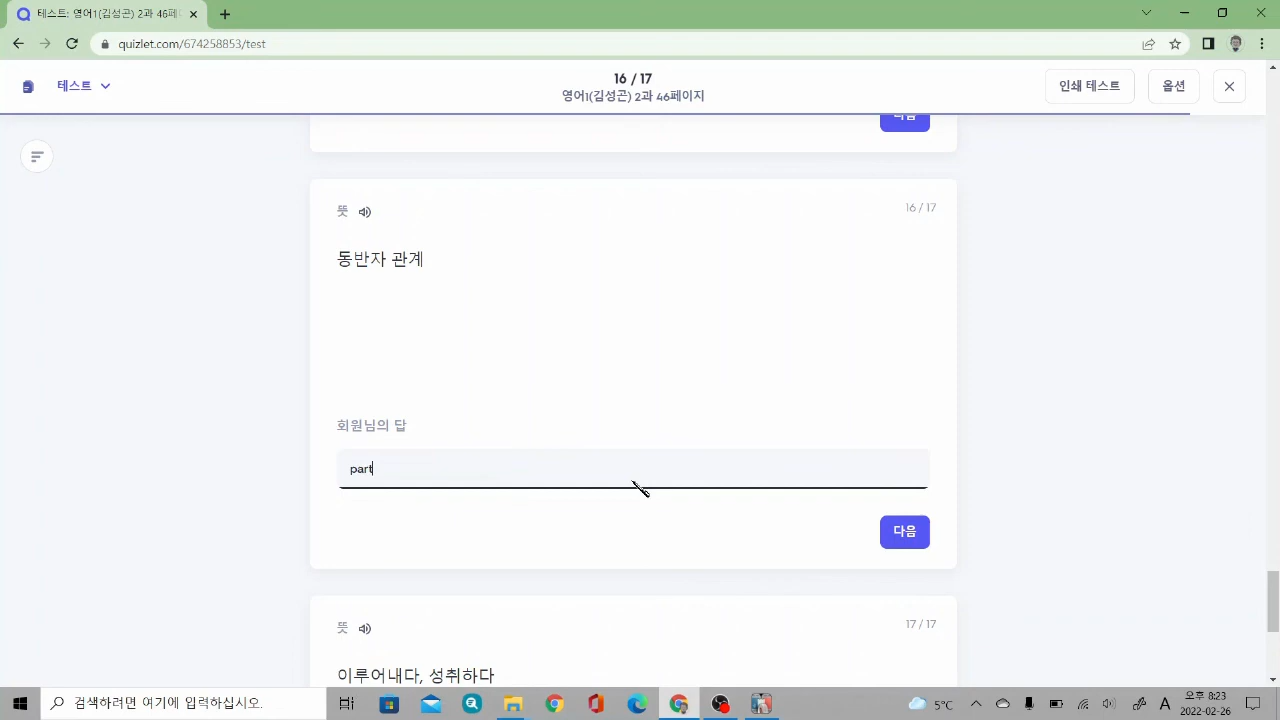 테스트: 영어1(김성곤) 2과 46페
quizlet.com/674258853/test
테스트
16 / 17
영어1(김성곤) 2과 46페이지
인쇄 테스트
옵션
다음
뜻
16 / 17
동반자 관계
회원님의 답
part
다음
뜻
17 / 17
이루어내다, 성취하다
검색하려면 여기에 입력하십시오.
5°C
A
오후 8:23
2022-02-26